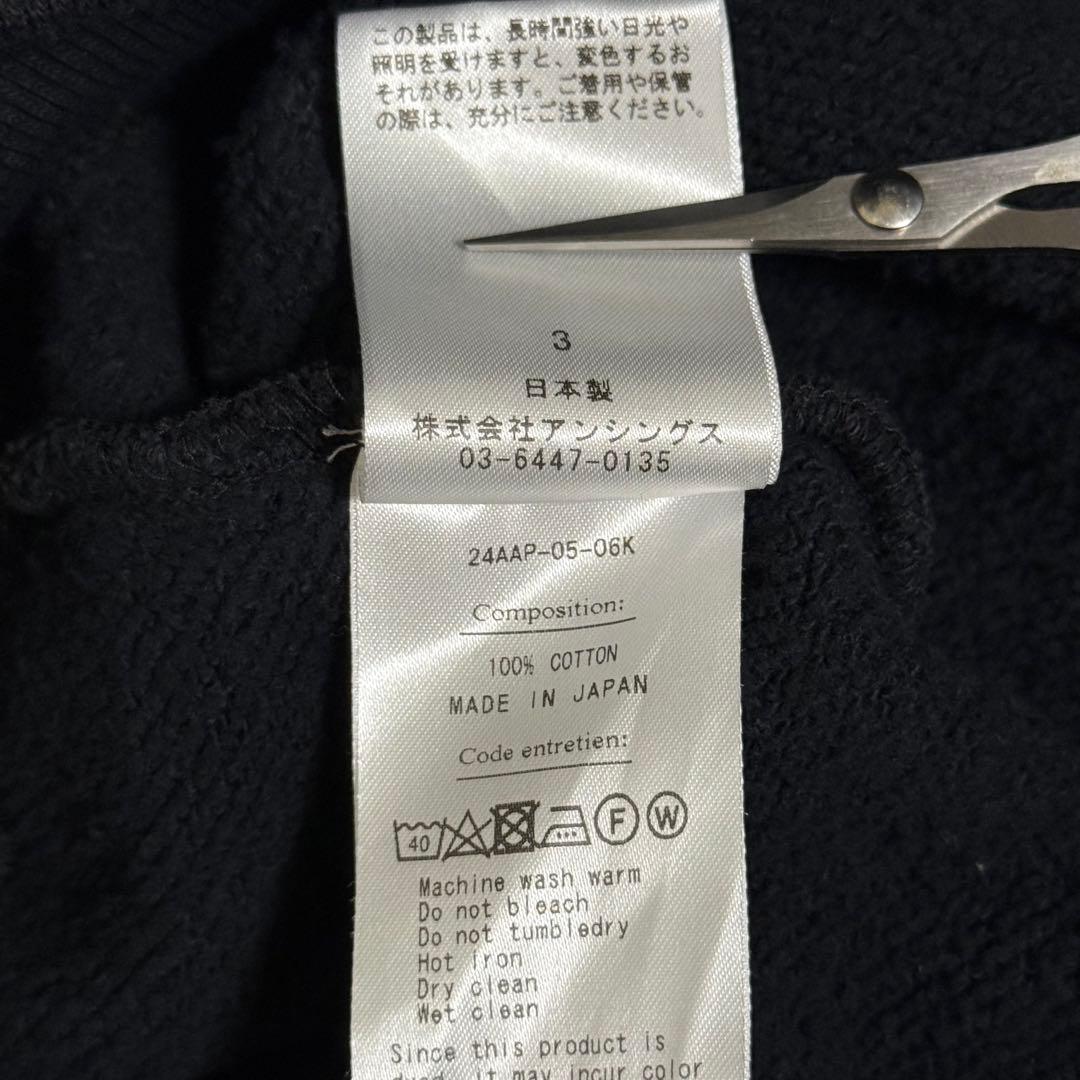 この製品は、長時間強い日光や
照明を受けますと、変色するお
それがあります。ご着用や保管
の際は、充分にご注意ください。
3
日本製
株式会社アンシングス
03-6447-0135
24AAP-05-06K
Composition:
100% COTTON
MADE IN JAPAN
Code entretien:
40 F W
Machine wash warm
Do not bleach
Do not tumbledry
Hot iron
Dry clean
Wet clean
Since this product is
dyed, it may incur color